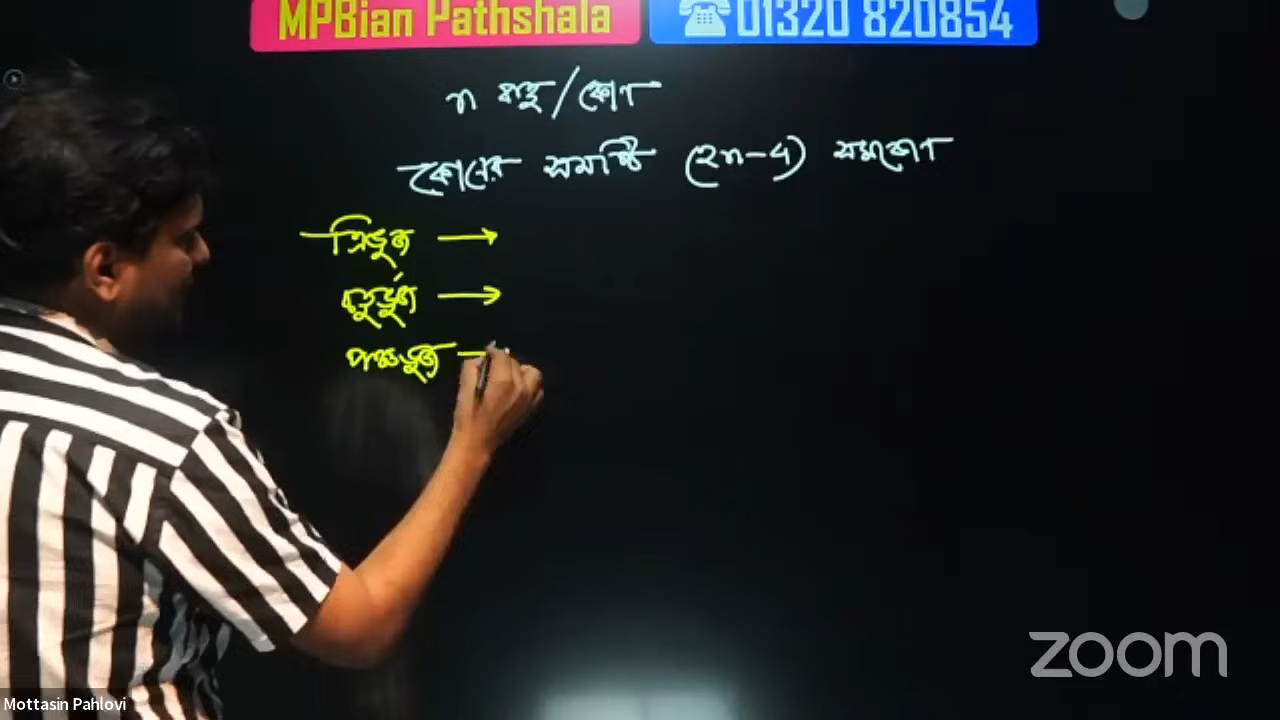 MPBian Pathshala ☎01320 820854
n বাহু/কোণ
কোণের সমষ্টি (2n-4) সমকোণ
ত্রিভুজ →
চতুর্ভুজ →
পঞ্চভুজ
zoom
Mottasin Pahlovi